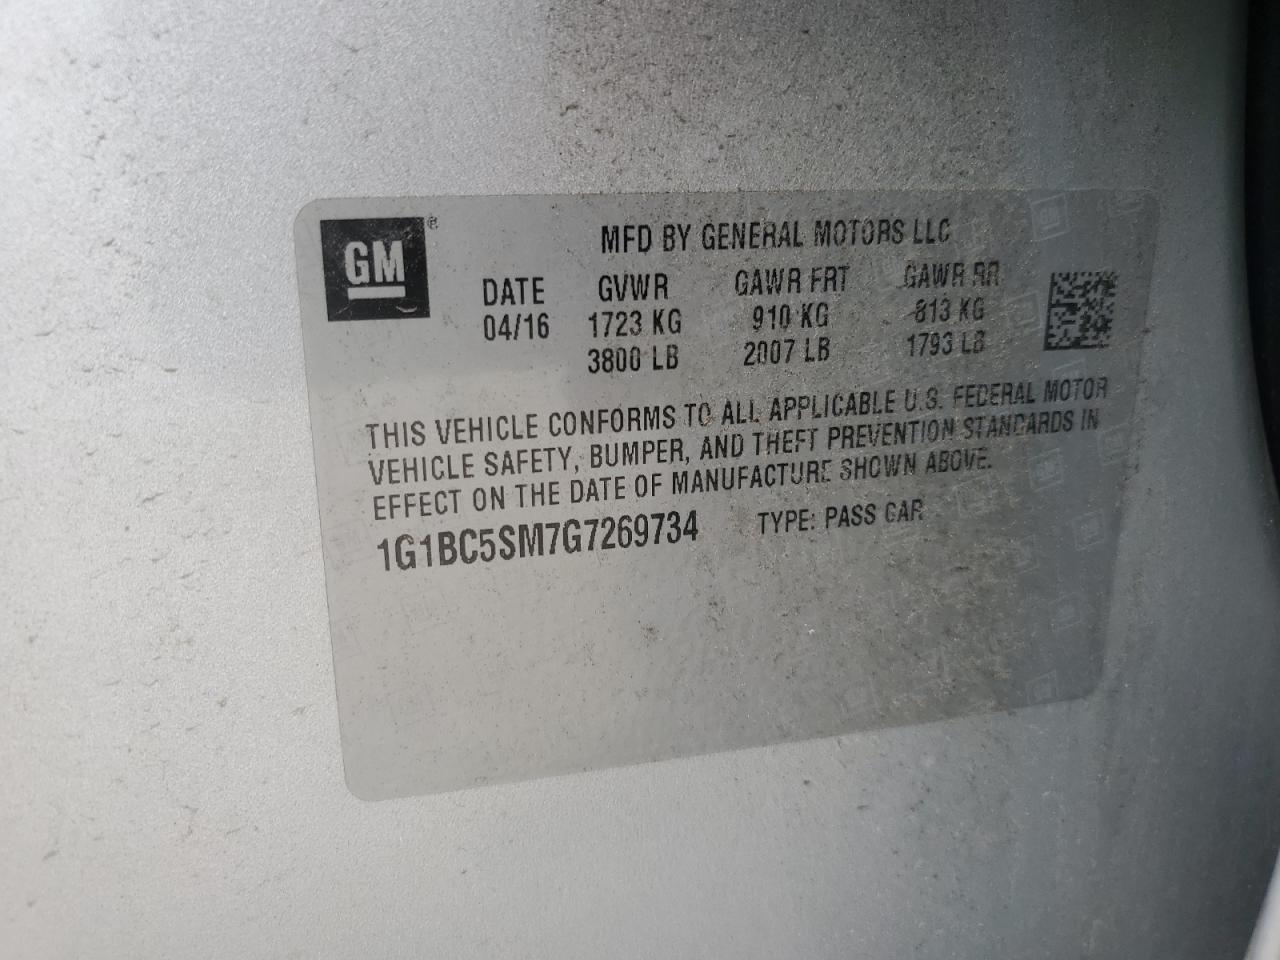 GM®
MFD BY GENERAL MOTORS LLC
DATE GVWR GAWR FRT GAWR RR
04/16 1723 KG 910 KG 813 KG
3800 LB 2007 LB 1793 LB
THIS VEHICLE CONFORMS TO ALL APPLICABLE U.S. FEDERAL MOTOR
VEHICLE SAFETY, BUMPER, AND THEFT PREVENTION STANDARDS IN
EFFECT ON THE DATE OF MANUFACTURE SHOWN ABOVE.
1G1BC5SM7G7269734 TYPE: PASS CAR